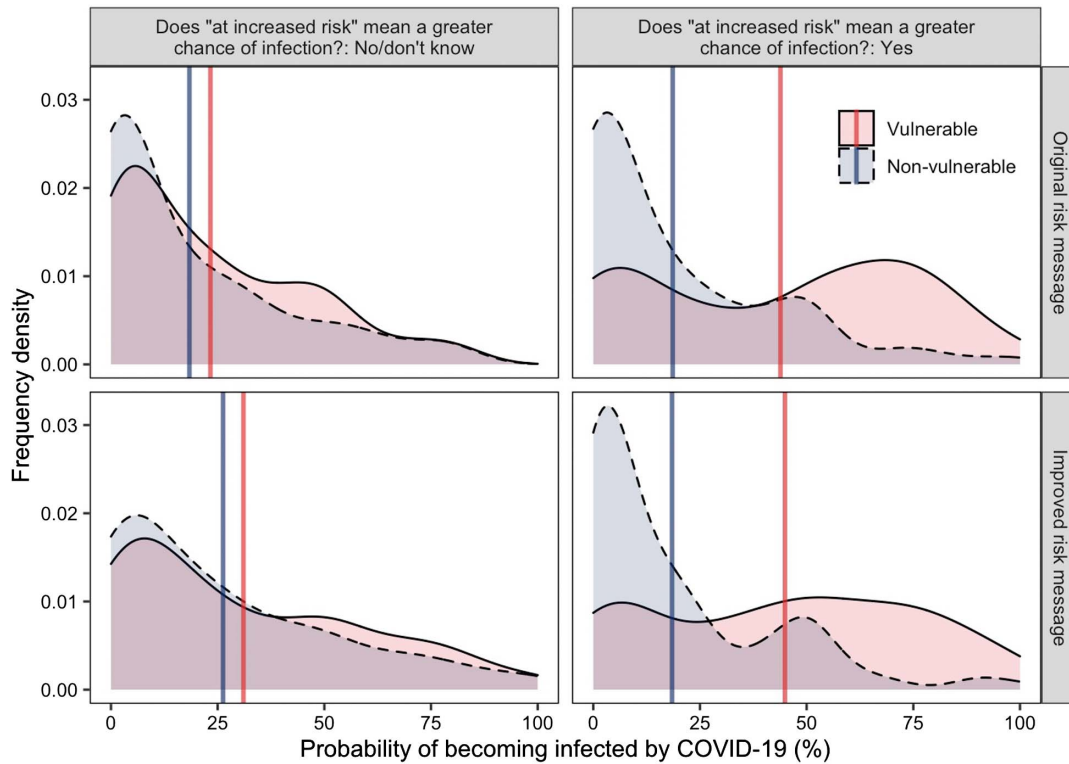 Does "at increased risk" mean a greater
chance of infection?: No/don't know
Does "at increased risk" mean a greater
chance of infection?: Yes
0.03
0.02
0.01
0.00
Vulnerable
Non-vulnerable
Original risk message
Frequency density
0.03
0.02
0.01
0.00
Improved risk message
0
25
50
75
100
0
25
50
75
100
Probability of becoming infected by COVID-19 (%)